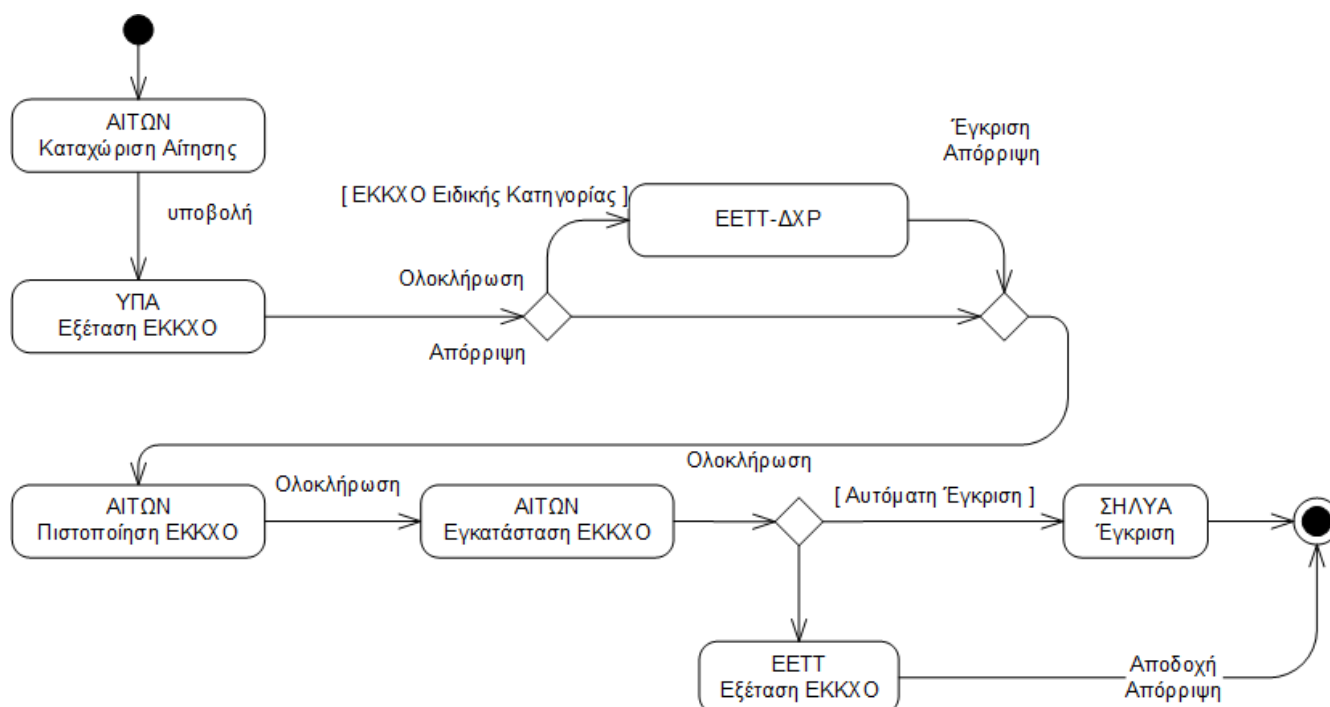 ΑΙΤΩΝ
Καταχώριση Αίτησης
υποβολή
ΥΠΑ
Εξέταση ΕΚΚΧΟ
[ ΕΚΚΧΟ Ειδικής Κατηγορίας ]
Ολοκλήρωση
Απόρριψη
ΕΕΤΤ-ΔΧΡ
Έγκριση
Απόρριψη
ΑΙΤΩΝ
Πιστοποίηση ΕΚΚΧΟ
Ολοκλήρωση
ΑΙΤΩΝ
Εγκατάσταση ΕΚΚΧΟ
Ολοκλήρωση
[ Αυτόματη Έγκριση ]
ΣΗΛΥΑ
Έγκριση
ΕΕΤΤ
Εξέταση ΕΚΚΧΟ
Αποδοχή
Απόρριψη